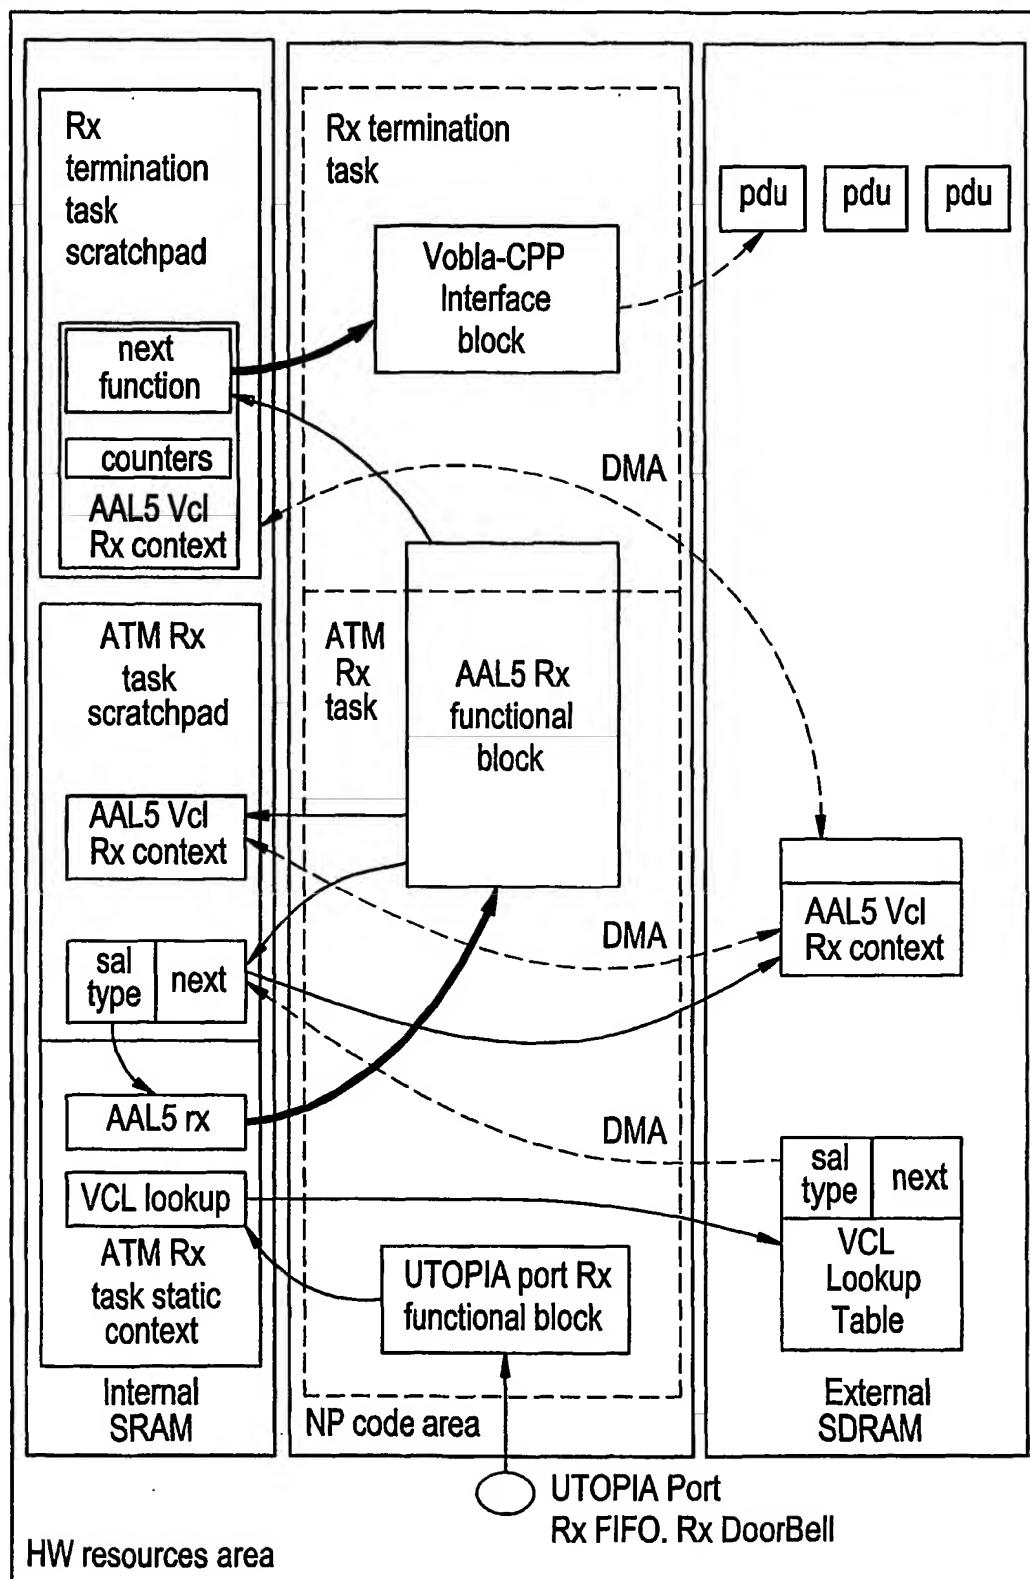 Rx
termination
task
scratchpad
next
function
counters
AAL5 Vcl
Rx context
ATM Rx
task
scratchpad
AAL5 Vcl
Rx context
sal
type
next
AAL5 rx
VCL lookup
ATM Rx
task static
context
Internal
SRAM
Rx termination
task
Vobla-CPP
Interface
block
DMA
ATM
Rx
task
AAL5 Rx
functional
block
DMA
DMA
UTOPIA port Rx
functional block
NP code area
pdu
pdu
pdu
AAL5 Vcl
Rx context
sal
type
next
VCL
Lookup
Table
External
SDRAM
UTOPIA Port
Rx FIFO. Rx DoorBell
HW resources area